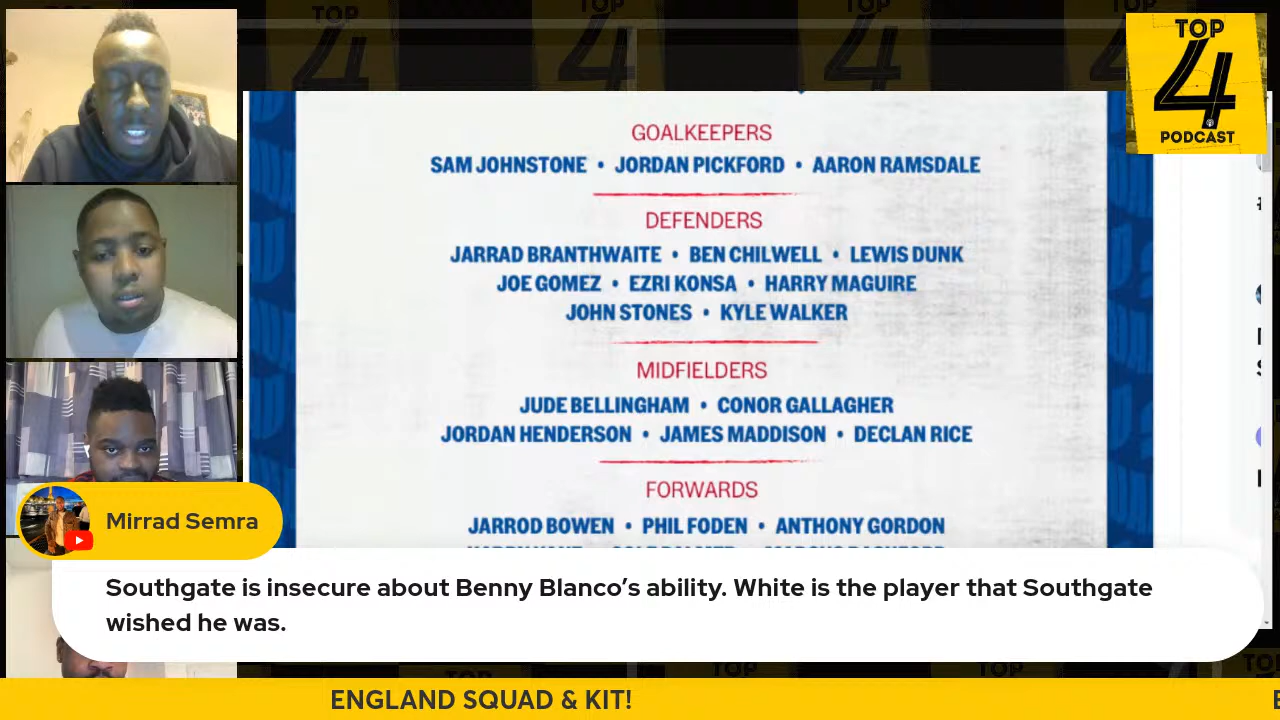 TOP
4
PODCAST
GOALKEEPERS
SAM JOHNSTONE • JORDAN PICKFORD • AARON RAMSDALE
DEFENDERS
JARRAD BRANTHWAITE • BEN CHILWELL • LEWIS DUNK
JOE GOMEZ • EZRI KONSA • HARRY MAGUIRE
JOHN STONES • KYLE WALKER
MIDFIELDERS
JUDE BELLINGHAM • CONOR GALLAGHER
JORDAN HENDERSON • JAMES MADDISON • DECLAN RICE
FORWARDS
JARROD BOWEN • PHIL FODEN • ANTHONY GORDON
Mirrad Semra
Southgate is insecure about Benny Blanco’s ability. White is the player that Southgate
wished he was.
ENGLAND SQUAD & KIT!